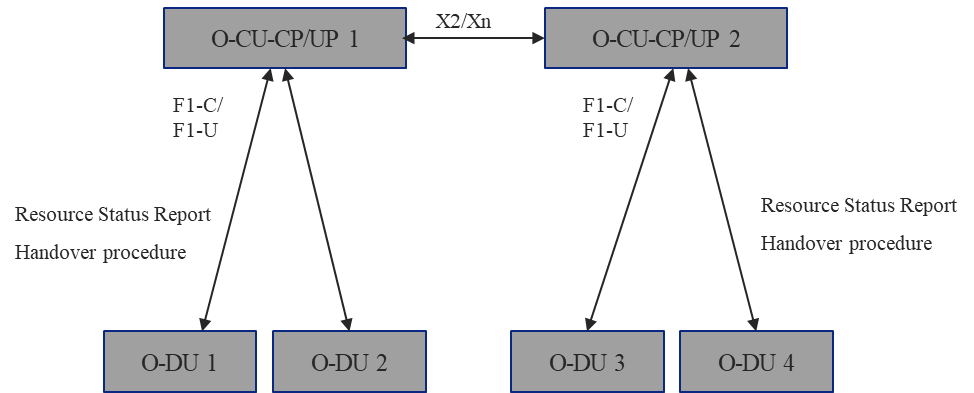 X2/Xn
O-CU-CP/UP 1
O-CU-CP/UP 2
F1-C/
F1-U
F1-C/
F1-U
Resource Status Report
Handover procedure
Resource Status Report
Handover procedure
O-DU 1
O-DU 2
O-DU 3
O-DU 4